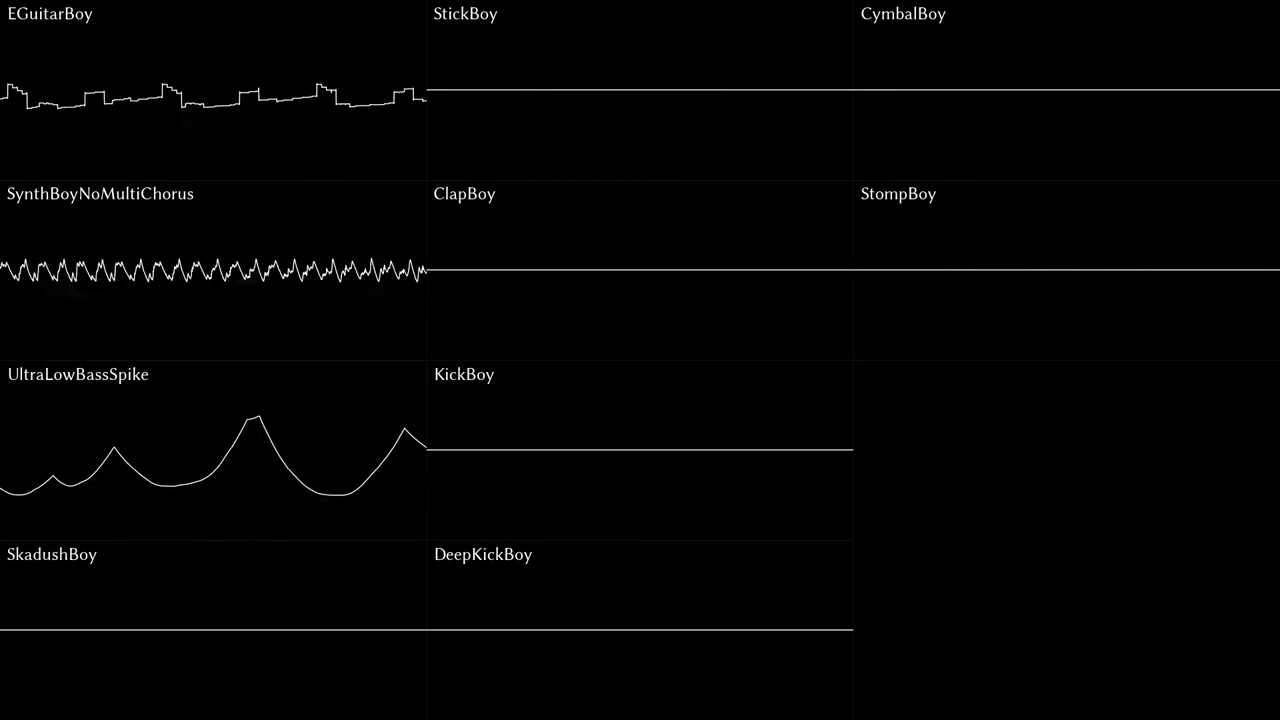 EGuitarBoy
StickBoy
CymbalBoy
SynthBoyNoMultiChorus
ClapBoy
StompBoy
UltraLowBassSpike
KickBoy
SkadushBoy
DeepKickBoy